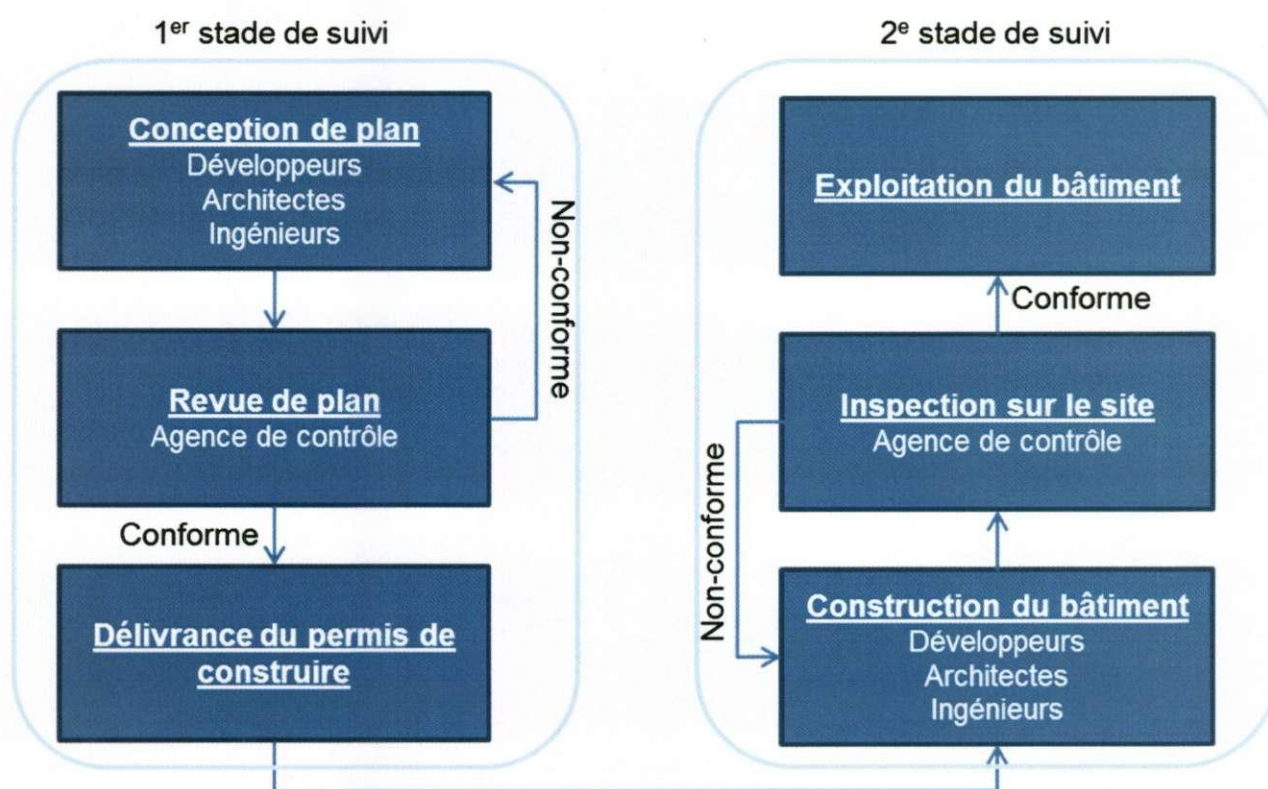 1er stade de suivi
Conception de plan
Développeurs
Architectes
Ingénieurs
Non-conforme
Revue de plan
Agence de contrôle
Conforme
Délivrance du permis de
construire
2e stade de suivi
Exploitation du bâtiment
Conforme
Inspection sur le site
Agence de contrôle
Non-conforme
Construction du bâtiment
Développeurs
Architectes
Ingénieurs